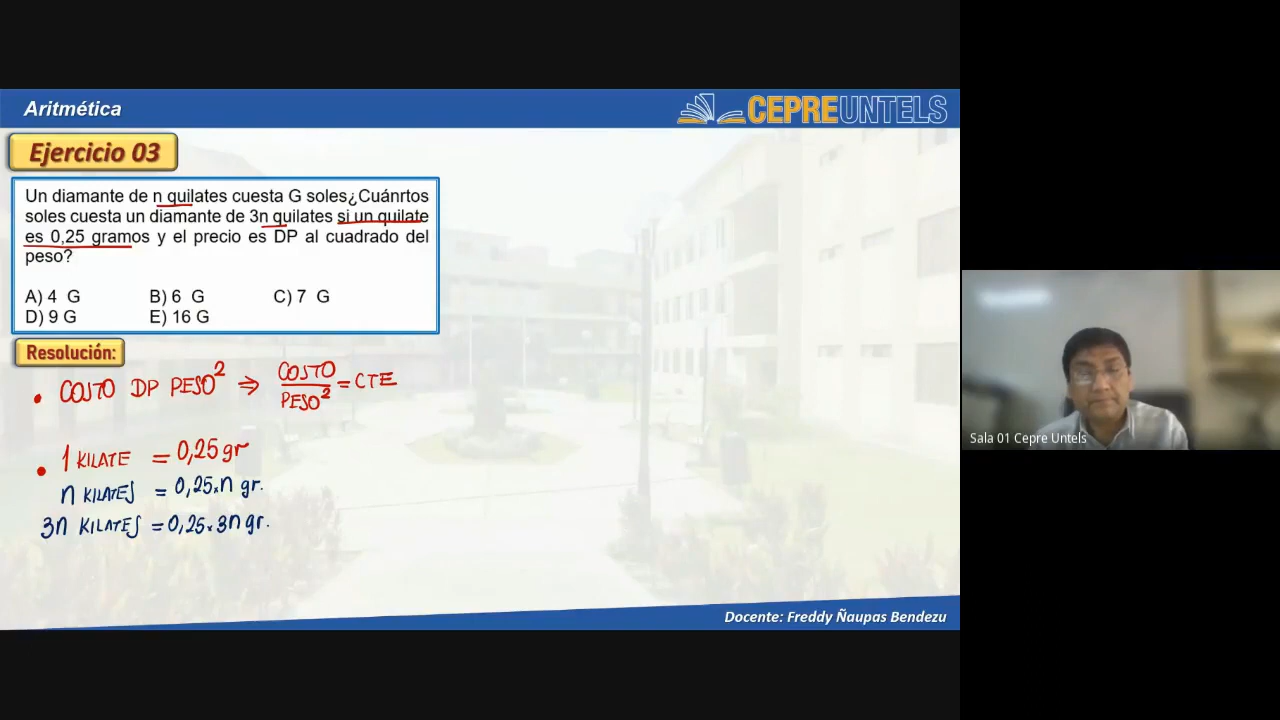 Aritmética
CEPREUNTELS
Ejercicio 03
Un diamante de n quilates cuesta G soles¿Cuánrtos
soles cuesta un diamante de 3n quilates si un quilate
es 0,25 gramos y el precio es DP al cuadrado del
peso?
A) 4 G B) 6 G C) 7 G
D) 9 G E) 16 G
Resolución:
• COSTO DP PESO² ⇒ COSTO / PESO² = CTE
• 1 KILATE = 0,25 gr
n KILATES = 0,25×n gr.
3n KILATES = 0,25×3n gr.
Sala 01 Cepre Untels
Docente: Freddy Ñaupas Bendezu